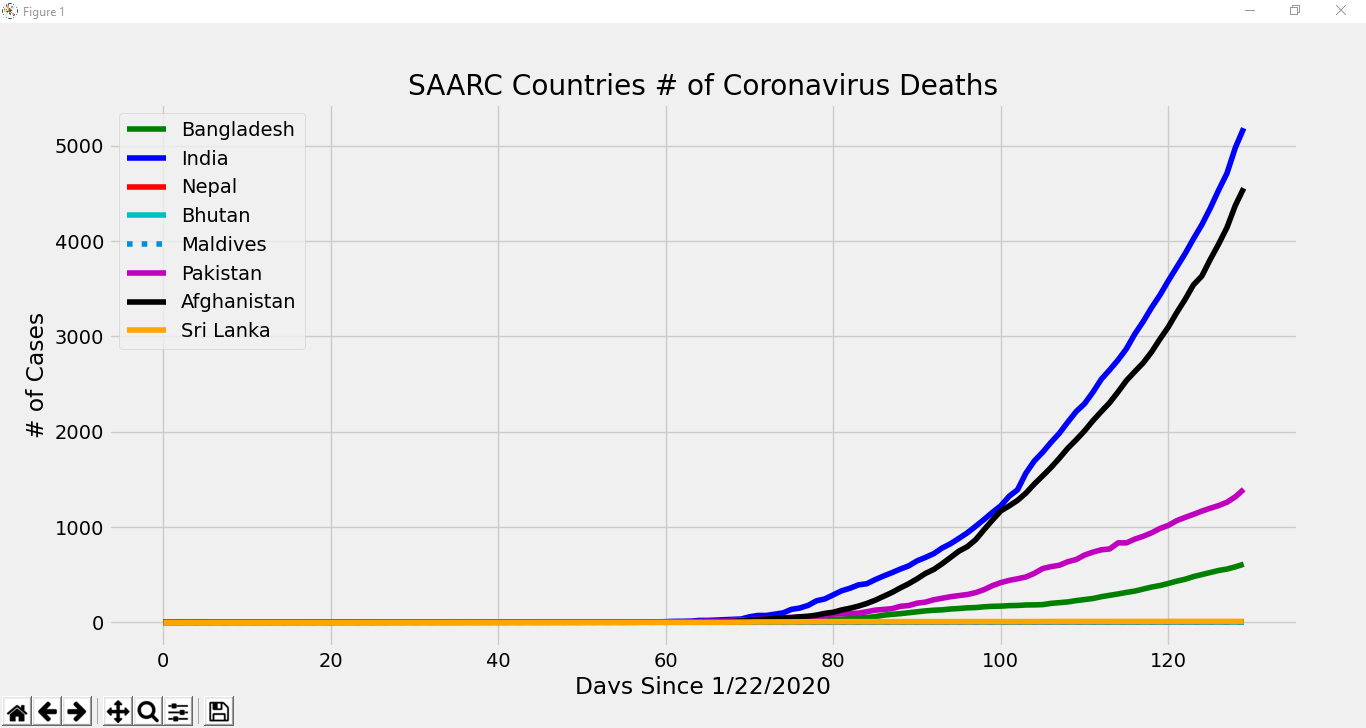 Figure 1
SAARC Countries # of Coronavirus Deaths
Bangladesh
India
Nepal
Bhutan
Maldives
Pakistan
Afghanistan
Sri Lanka
# of Cases
5000
4000
3000
2000
1000
0
0 20 40 60 80 100 120
Days Since 1/22/2020